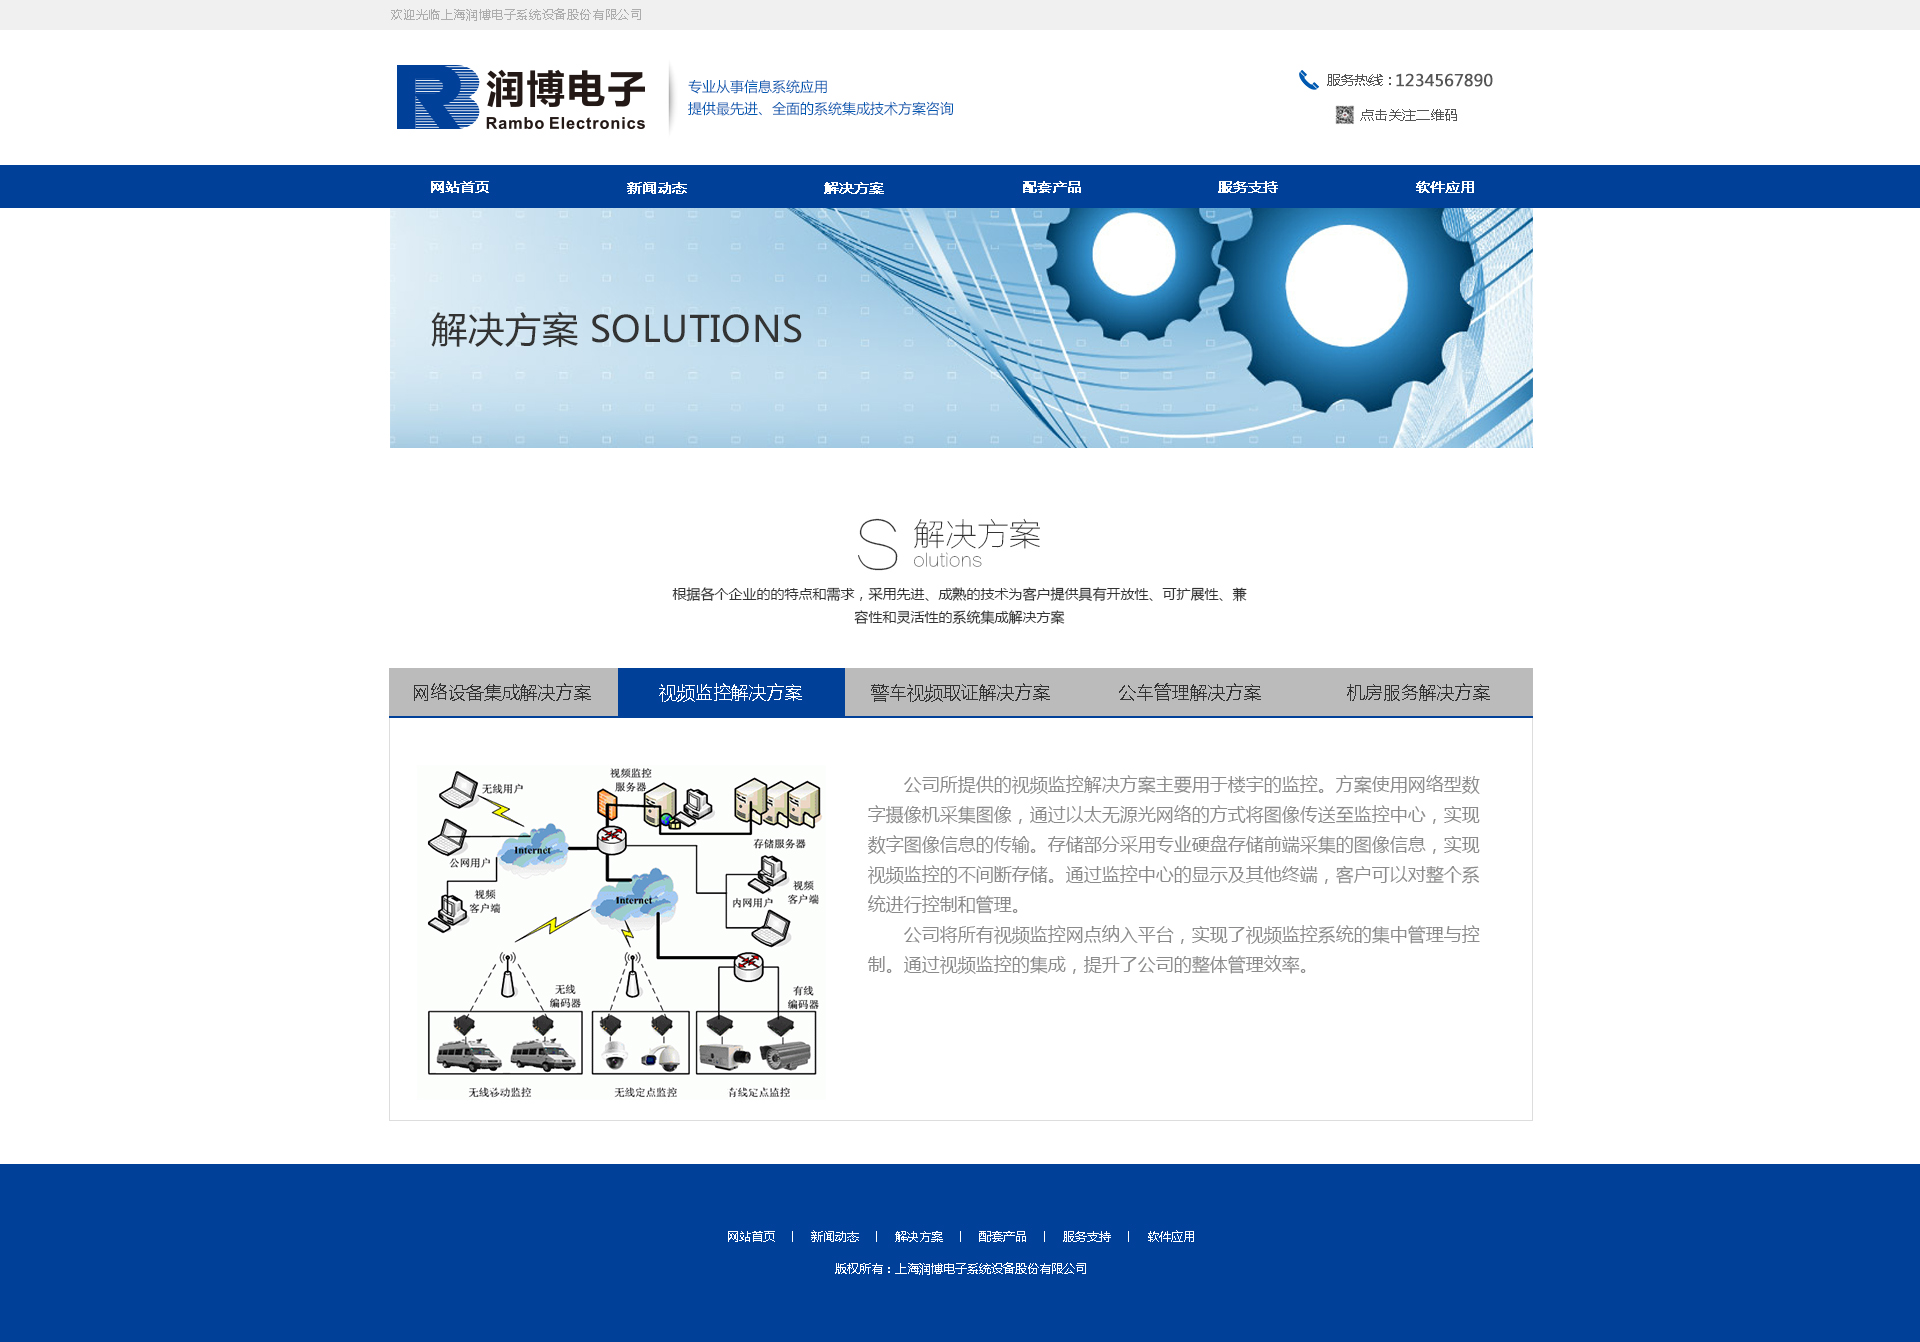 欢迎光临上海润博电子系统设备股份有限公司
润博电子
Rambo Electronics
专业从事信息系统应用
提供最先进、全面的系统集成技术方案咨询
服务热线：1234567890
点击关注二维码
网站首页 新闻动态 解决方案 配套产品 服务支持 软件应用
解决方案 SOLUTIONS
S 解决方案
olutions
根据各个企业的的特点和需求，采用先进、成熟的技术为客户提供具有开放性、可扩展性、兼
容性和灵活性的系统集成解决方案
网络设备集成解决方案 视频监控解决方案 警车视频取证解决方案 公车管理解决方案 机房服务解决方案
视频监控
服务器
无线用户
存储服务器
Internet
公网用户
视频
客户端
Internet
视频
客户端
内网用户
无线
编码器
有线
编码器
无线移动监控
无线定点监控
有线定点监控
公司所提供的视频监控解决方案主要用于楼宇的监控。方案使用网络型数
字摄像机采集图像，通过以太无源光网络的方式将图像传送至监控中心，实现
数字图像信息的传输。存储部分采用专业硬盘存储前端采集的图像信息，实现
视频监控的不间断存储。通过监控中心的显示及其他终端，客户可以对整个系
统进行控制和管理。
公司将所有视频监控网点纳入平台，实现了视频监控系统的集中管理与控
制。通过视频监控的集成，提升了公司的整体管理效率。
网站首页 | 新闻动态 | 解决方案 | 配套产品 | 服务支持 | 软件应用
版权所有：上海润博电子系统设备股份有限公司